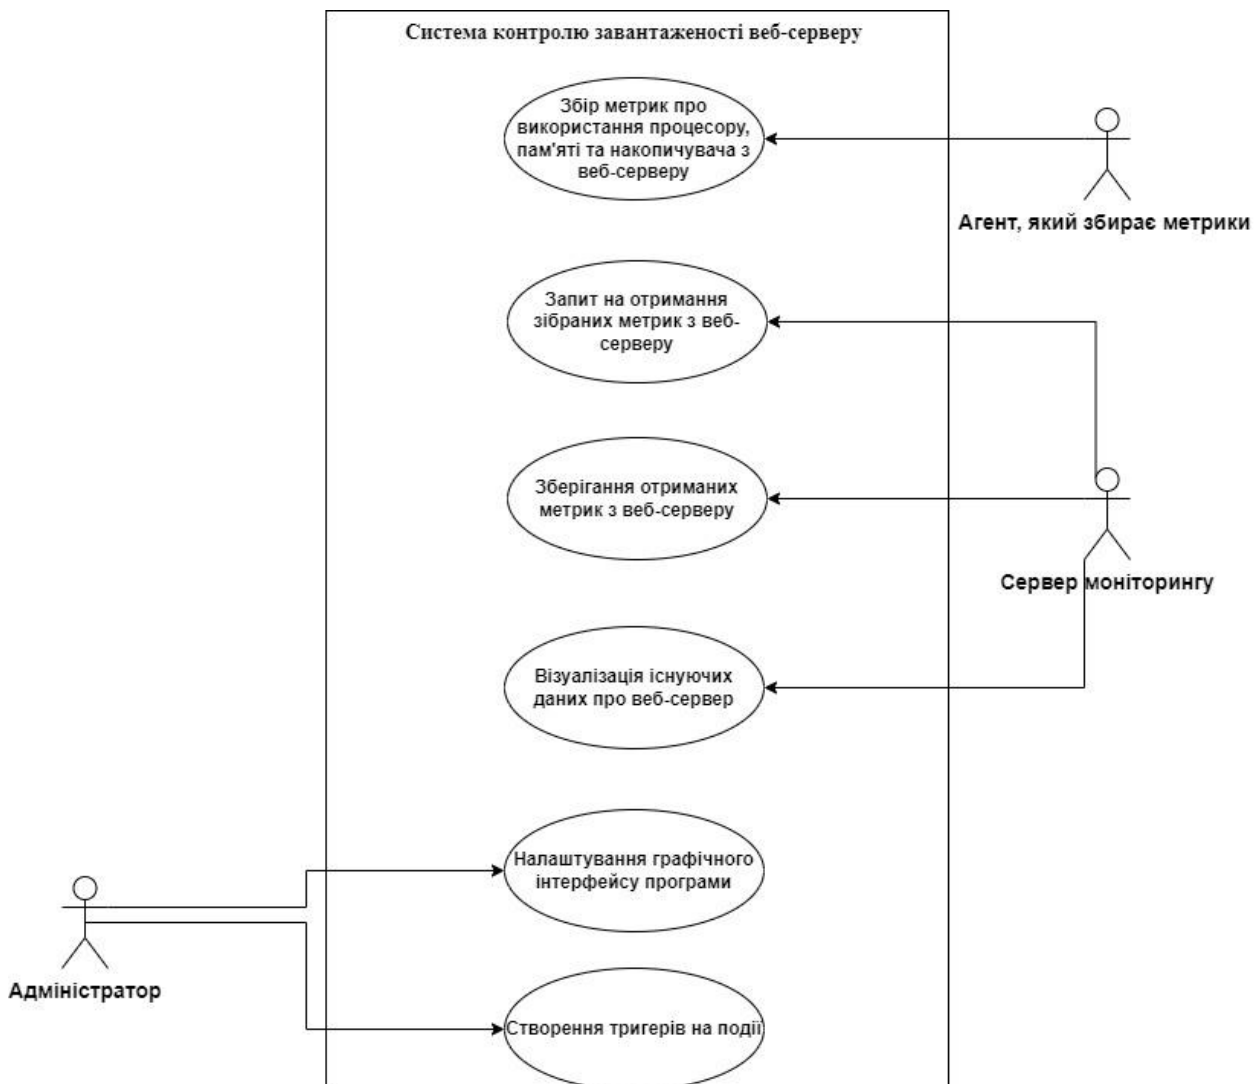 Система контролю завантаженості веб-серверу
Збір метрик про
використання процесору,
пам'яті та накопичувача з
веб-серверу
Агент, який збирає метрики
Запит на отримання
зібраних метрик з веб-
серверу
Зберігання отриманих
метрик з веб-серверу
Сервер моніторингу
Візуалізація існуючих
даних про веб-сервер
Налаштування графічного
інтерфейсу програми
Адміністратор
Створення тригерів на події